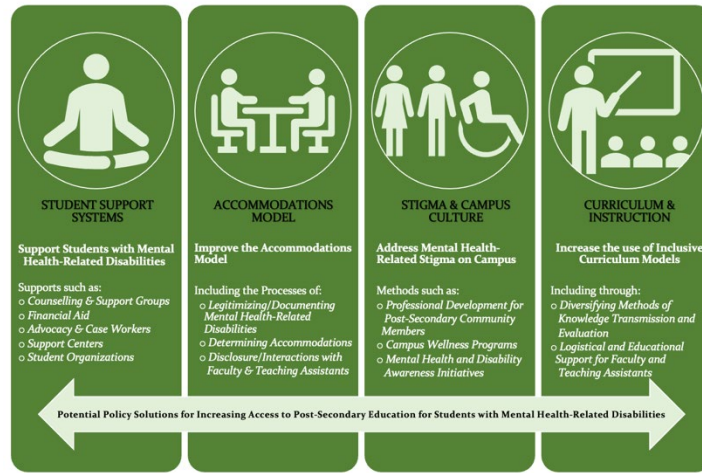 STUDENT SUPPORT
SYSTEMS
Support Students with Mental
Health-Related Disabilities
Supports such as:
o Counselling & Support Groups
o Financial Aid
o Advocacy & Case Workers
o Support Centers
o Student Organizations
ACCOMMODATIONS
MODEL
Improve the Accommodations
Model
Including the Processes of:
o Legitimizing/Documenting
Mental Health-Related
Disabilities
o Determining Accommodations
o Disclosure/Interactions with
Faculty & Teaching Assistants
STIGMA & CAMPUS
CULTURE
Address Mental Health-
Related Stigma on Campus
Methods such as:
o Professional Development for
Post-Secondary Community
Members
o Campus Wellness Programs
o Mental Health and Disability
Awareness Initiatives
CURRICULUM &
INSTRUCTION
Increase the use of Inclusive
Curriculum Models
Including through:
o Diversifying Methods of
Knowledge Transmission and
Evaluation
o Logistical and Educational
Support for Faculty and
Teaching Assistants
Potential Policy Solutions for Increasing Access to Post-Secondary Education for Students with Mental Health-Related Disabilities